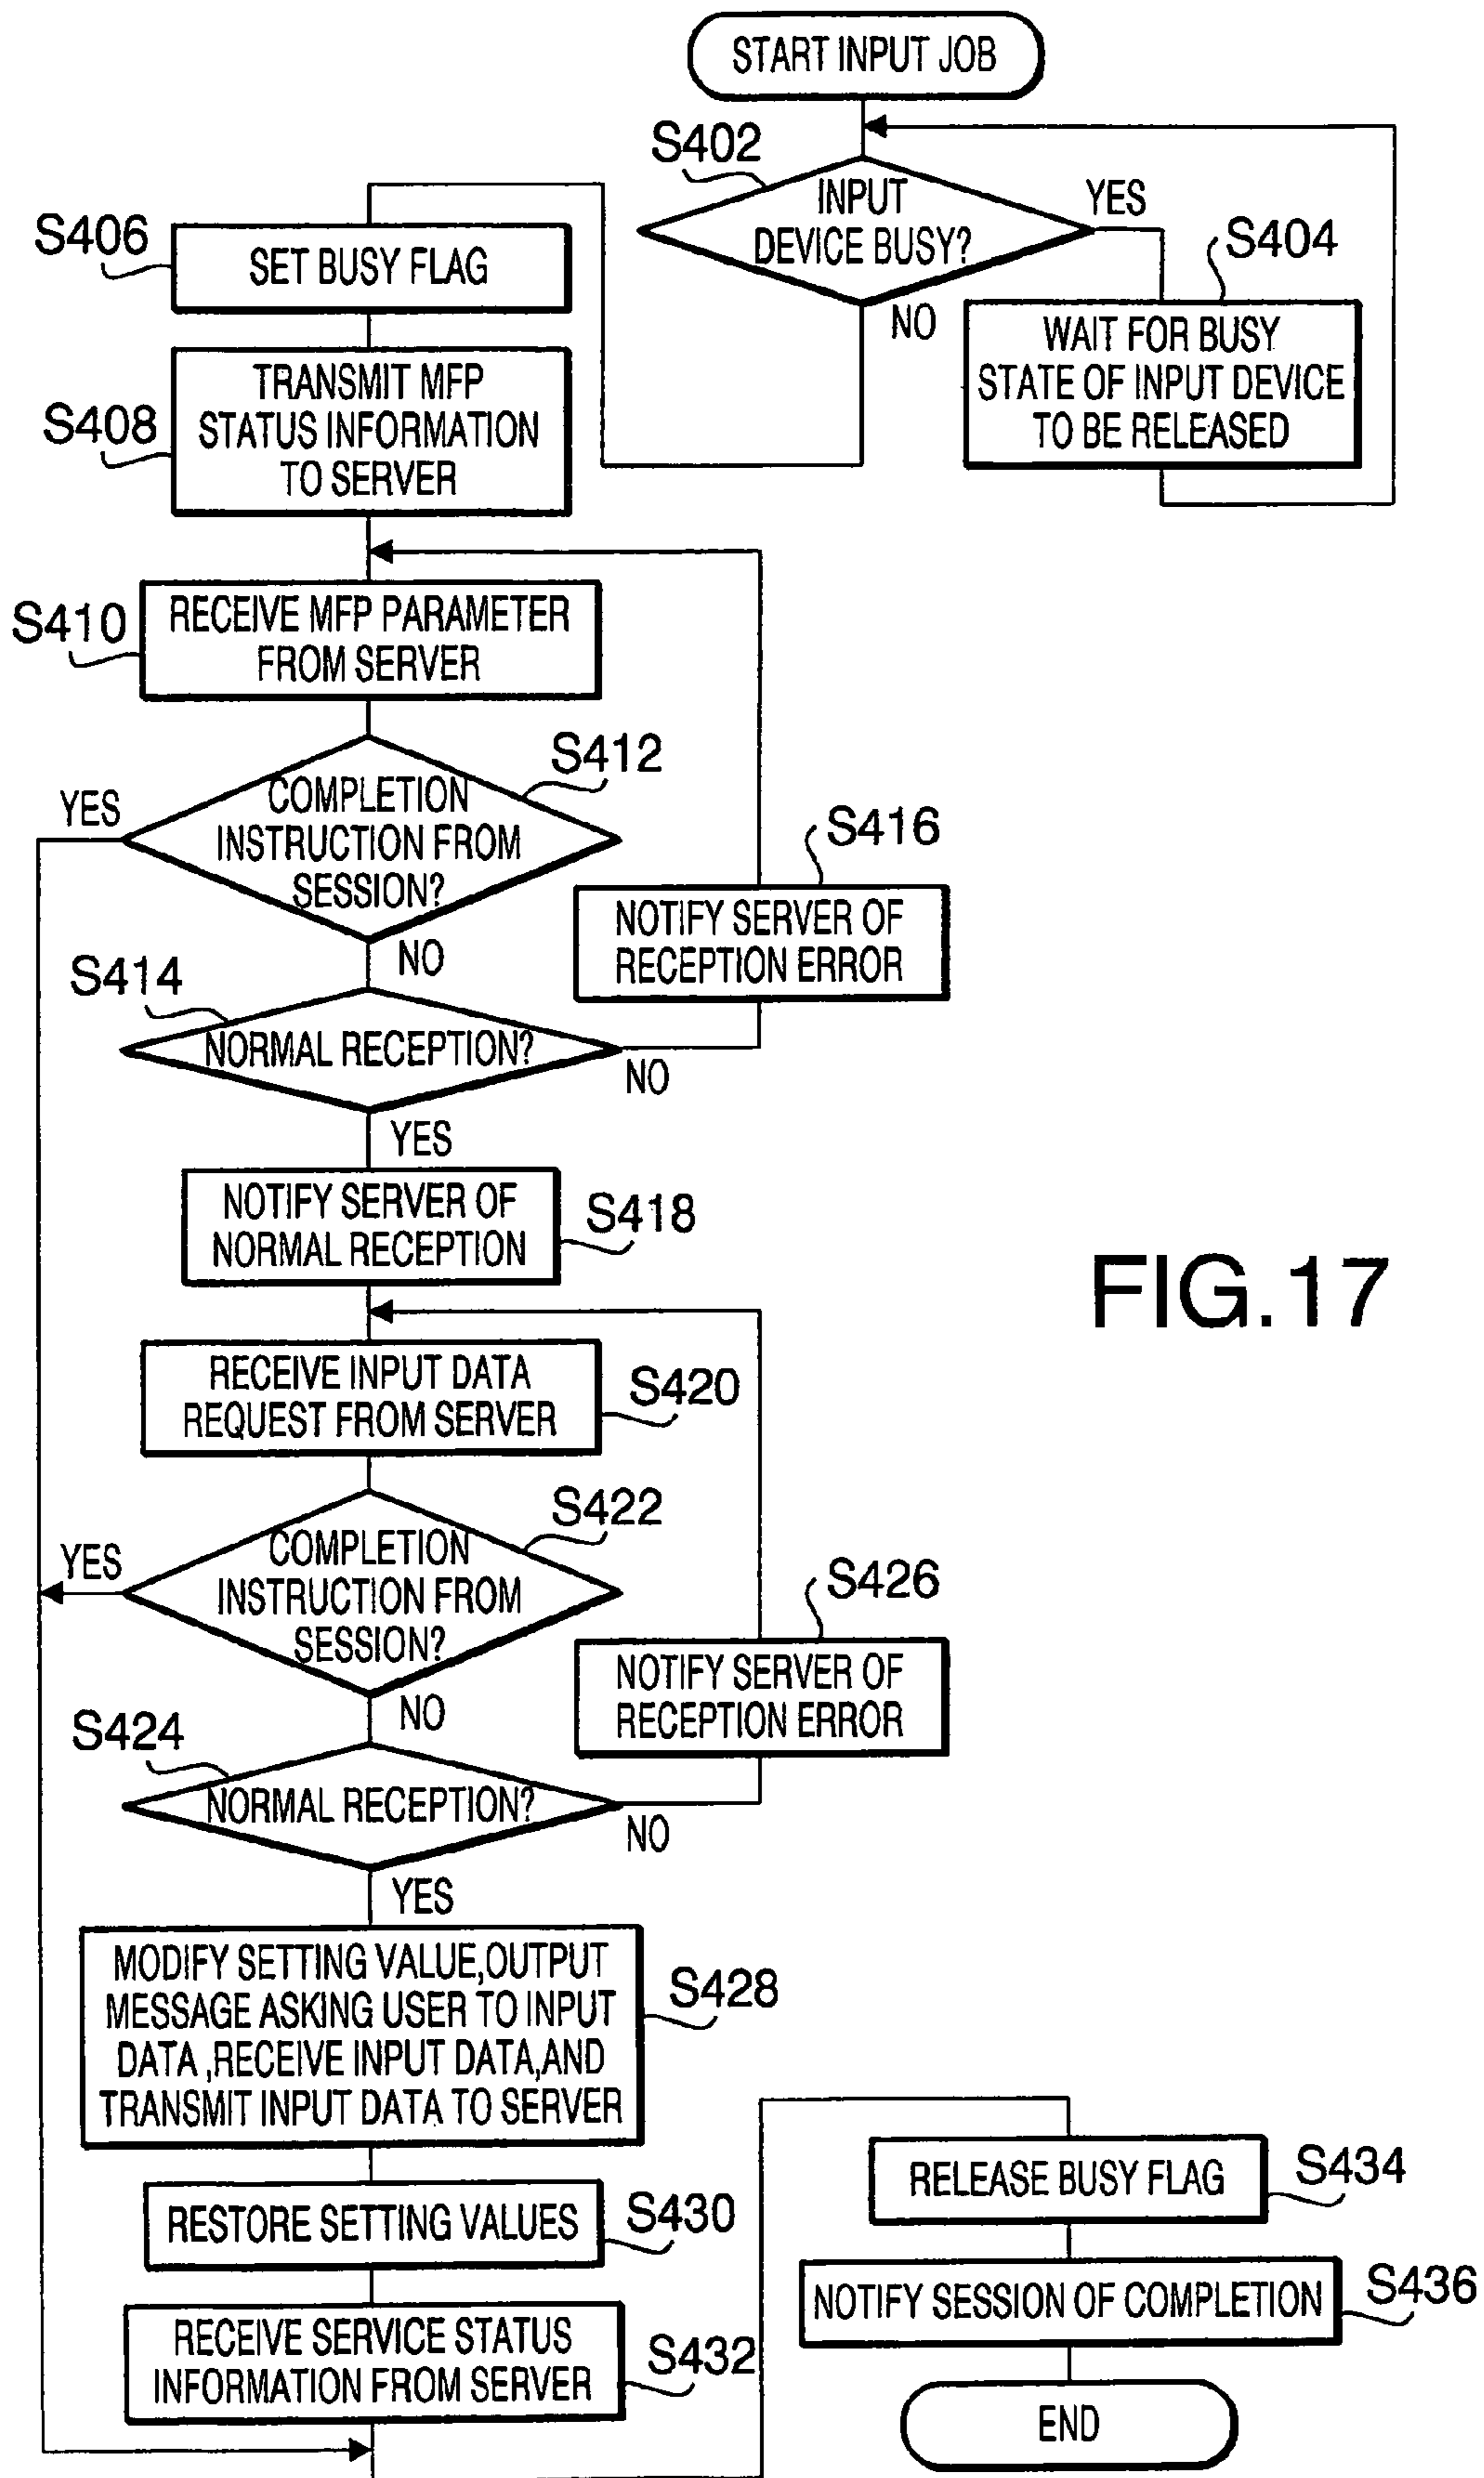 START INPUT JOB
S402
INPUT
DEVICE BUSY?
YES
NO
S404
WAIT FOR BUSY
STATE OF INPUT DEVICE
TO BE RELEASED
S406
SET BUSY FLAG
S408
TRANSMIT MFP
STATUS INFORMATION
TO SERVER
S410
RECEIVE MFP PARAMETER
FROM SERVER
S412
COMPLETION
INSTRUCTION FROM
SESSION?
YES
NO
S414
NORMAL RECEPTION?
NO
YES
S416
NOTIFY SERVER OF
RECEPTION ERROR
NOTIFY SERVER OF
NORMAL RECEPTION
S418
FIG.17
RECEIVE INPUT DATA
REQUEST FROM SERVER
S420
S422
COMPLETION
INSTRUCTION FROM
SESSION?
YES
NO
S424
NORMAL RECEPTION?
NO
YES
S426
NOTIFY SERVER OF
RECEPTION ERROR
MODIFY SETTING VALUE,OUTPUT
MESSAGE ASKING USER TO INPUT
DATA ,RECEIVE INPUT DATA,AND
TRANSMIT INPUT DATA TO SERVER
S428
RESTORE SETTING VALUES
S430
RECEIVE SERVICE STATUS
INFORMATION FROM SERVER
S432
RELEASE BUSY FLAG
S434
NOTIFY SESSION OF COMPLETION
S436
END